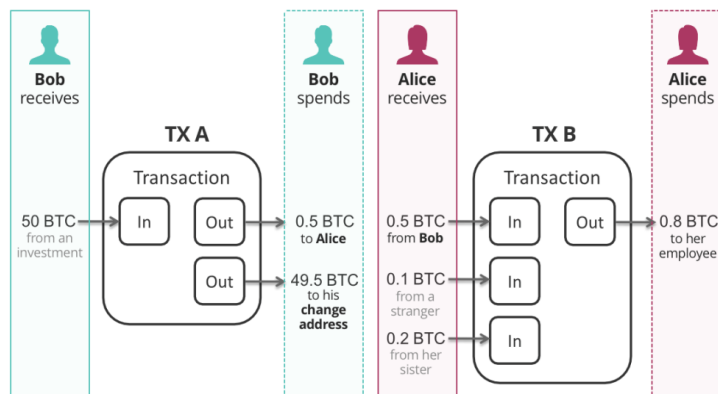 Bob
receives
Bob
spends
Alice
receives
Alice
spends
TX A
Transaction
50 BTC
from an
investment
In
Out
0.5 BTC
to Alice
Out
49.5 BTC
to his
change
address
TX B
Transaction
0.5 BTC
from Bob
In
Out
0.8 BTC
to her
employee
0.1 BTC
from a
stranger
In
0.2 BTC
from her
sister
In